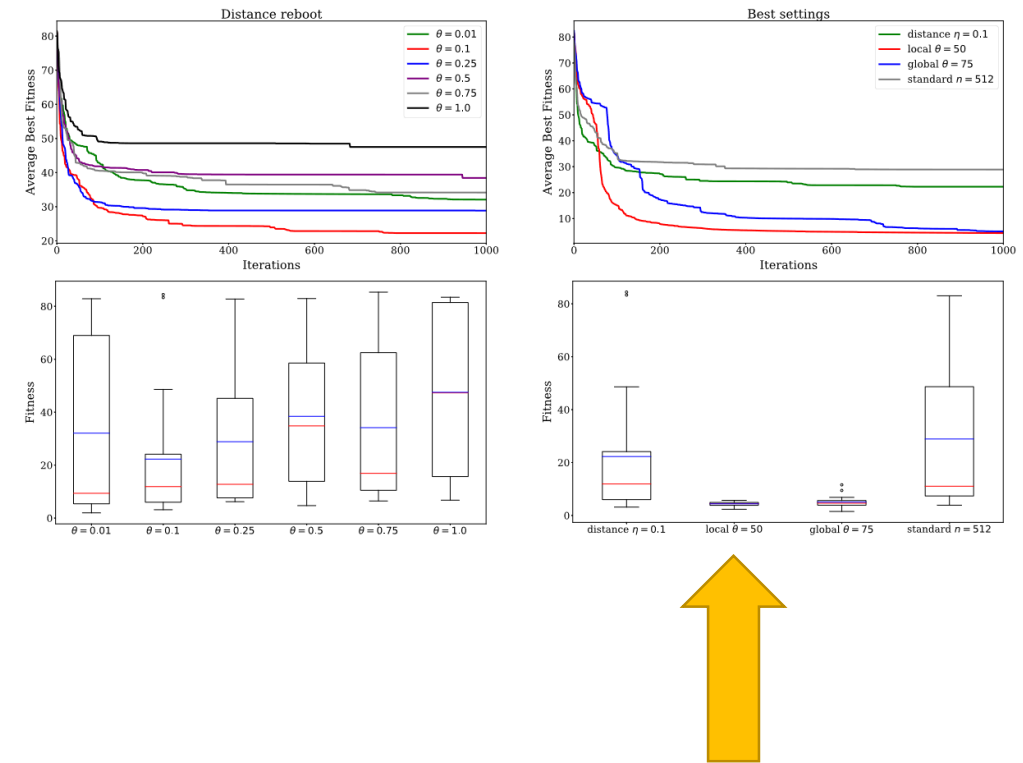 Distance reboot
Average Best Fitness
80
70
60
50
40
30
20
0
200
400
600
800
1000
Iterations
θ = 0.01
θ = 0.1
θ = 0.25
θ = 0.5
θ = 0.75
θ = 1.0
Best settings
Average Best Fitness
80
70
60
50
40
30
20
10
0
200
400
600
800
1000
Iterations
distance η = 0.1
local θ = 50
global θ = 75
standard n = 512
Fitness
80
60
40
20
0
θ = 0.01
θ = 0.1
θ = 0.25
θ = 0.5
θ = 0.75
θ = 1.0
Fitness
80
60
40
20
0
distance η = 0.1
local θ = 50
global θ = 75
standard n = 512